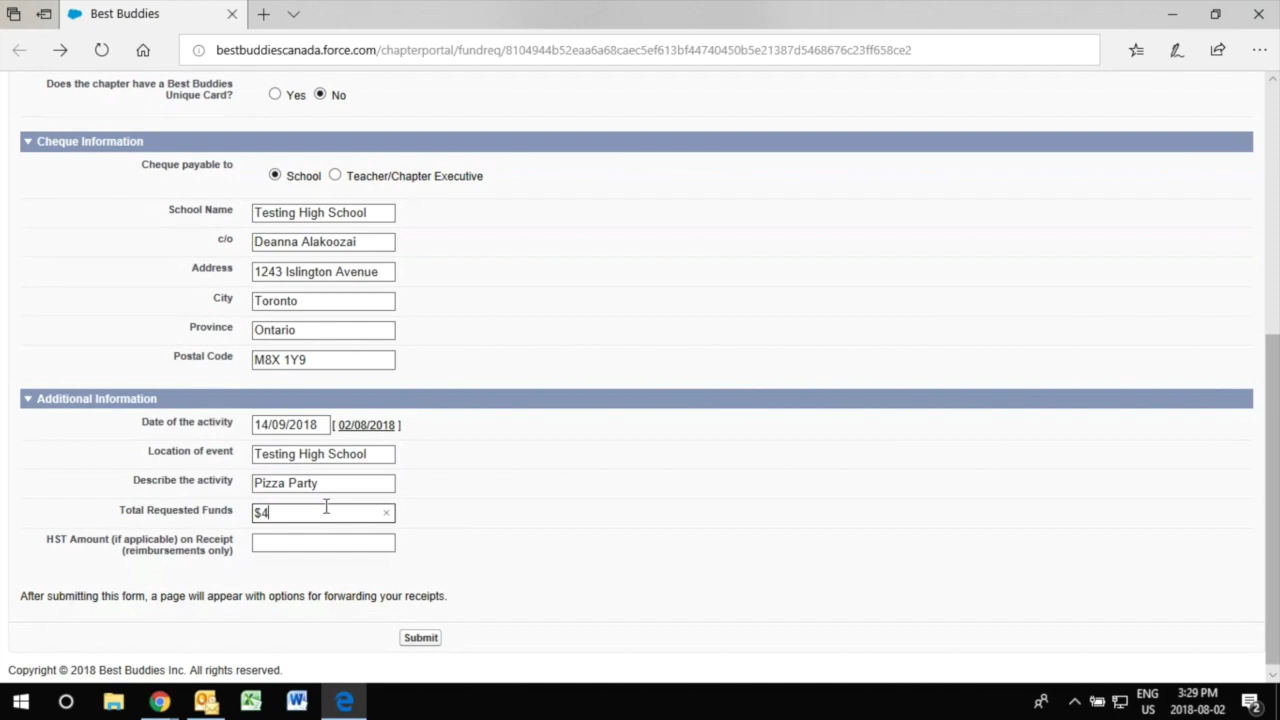 Best Buddies
bestbuddiescanada.force.com/chapterportal/fundreq/8104944b52eaa6a68caec5ef613bf44740450b5e21387d5468676c23ff658ce2
Does the chapter have a Best Buddies
Unique Card?
Yes No
Cheque Information
Cheque payable to
School Teacher/Chapter Executive
School Name Testing High School
c/o Deanna Alakoozai
Address 1243 Islington Avenue
City Toronto
Province Ontario
Postal Code M8X 1Y9
Additional Information
Date of the activity 14/09/2018 [ 02/08/2018 ]
Location of event Testing High School
Describe the activity Pizza Party
Total Requested Funds $4
HST Amount (if applicable) on Receipt
(reimbursements only)
After submitting this form, a page will appear with options for forwarding your receipts.
Submit
Copyright © 2018 Best Buddies Inc. All rights reserved.
ENG 3:29 PM
US 2018-08-02
2